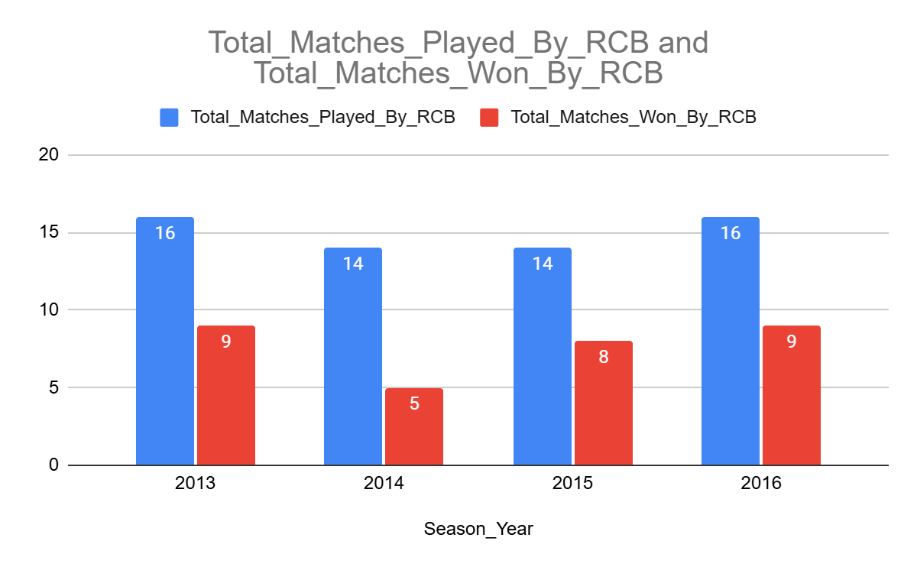 Total_Matches_Played_By_RCB and
Total_Matches_Won_By_RCB
Total_Matches_Played_By_RCB Total_Matches_Won_By_RCB
20
15
10
5
0
16 9 14 5 14 8 16 9
2013 2014 2015 2016
Season_Year